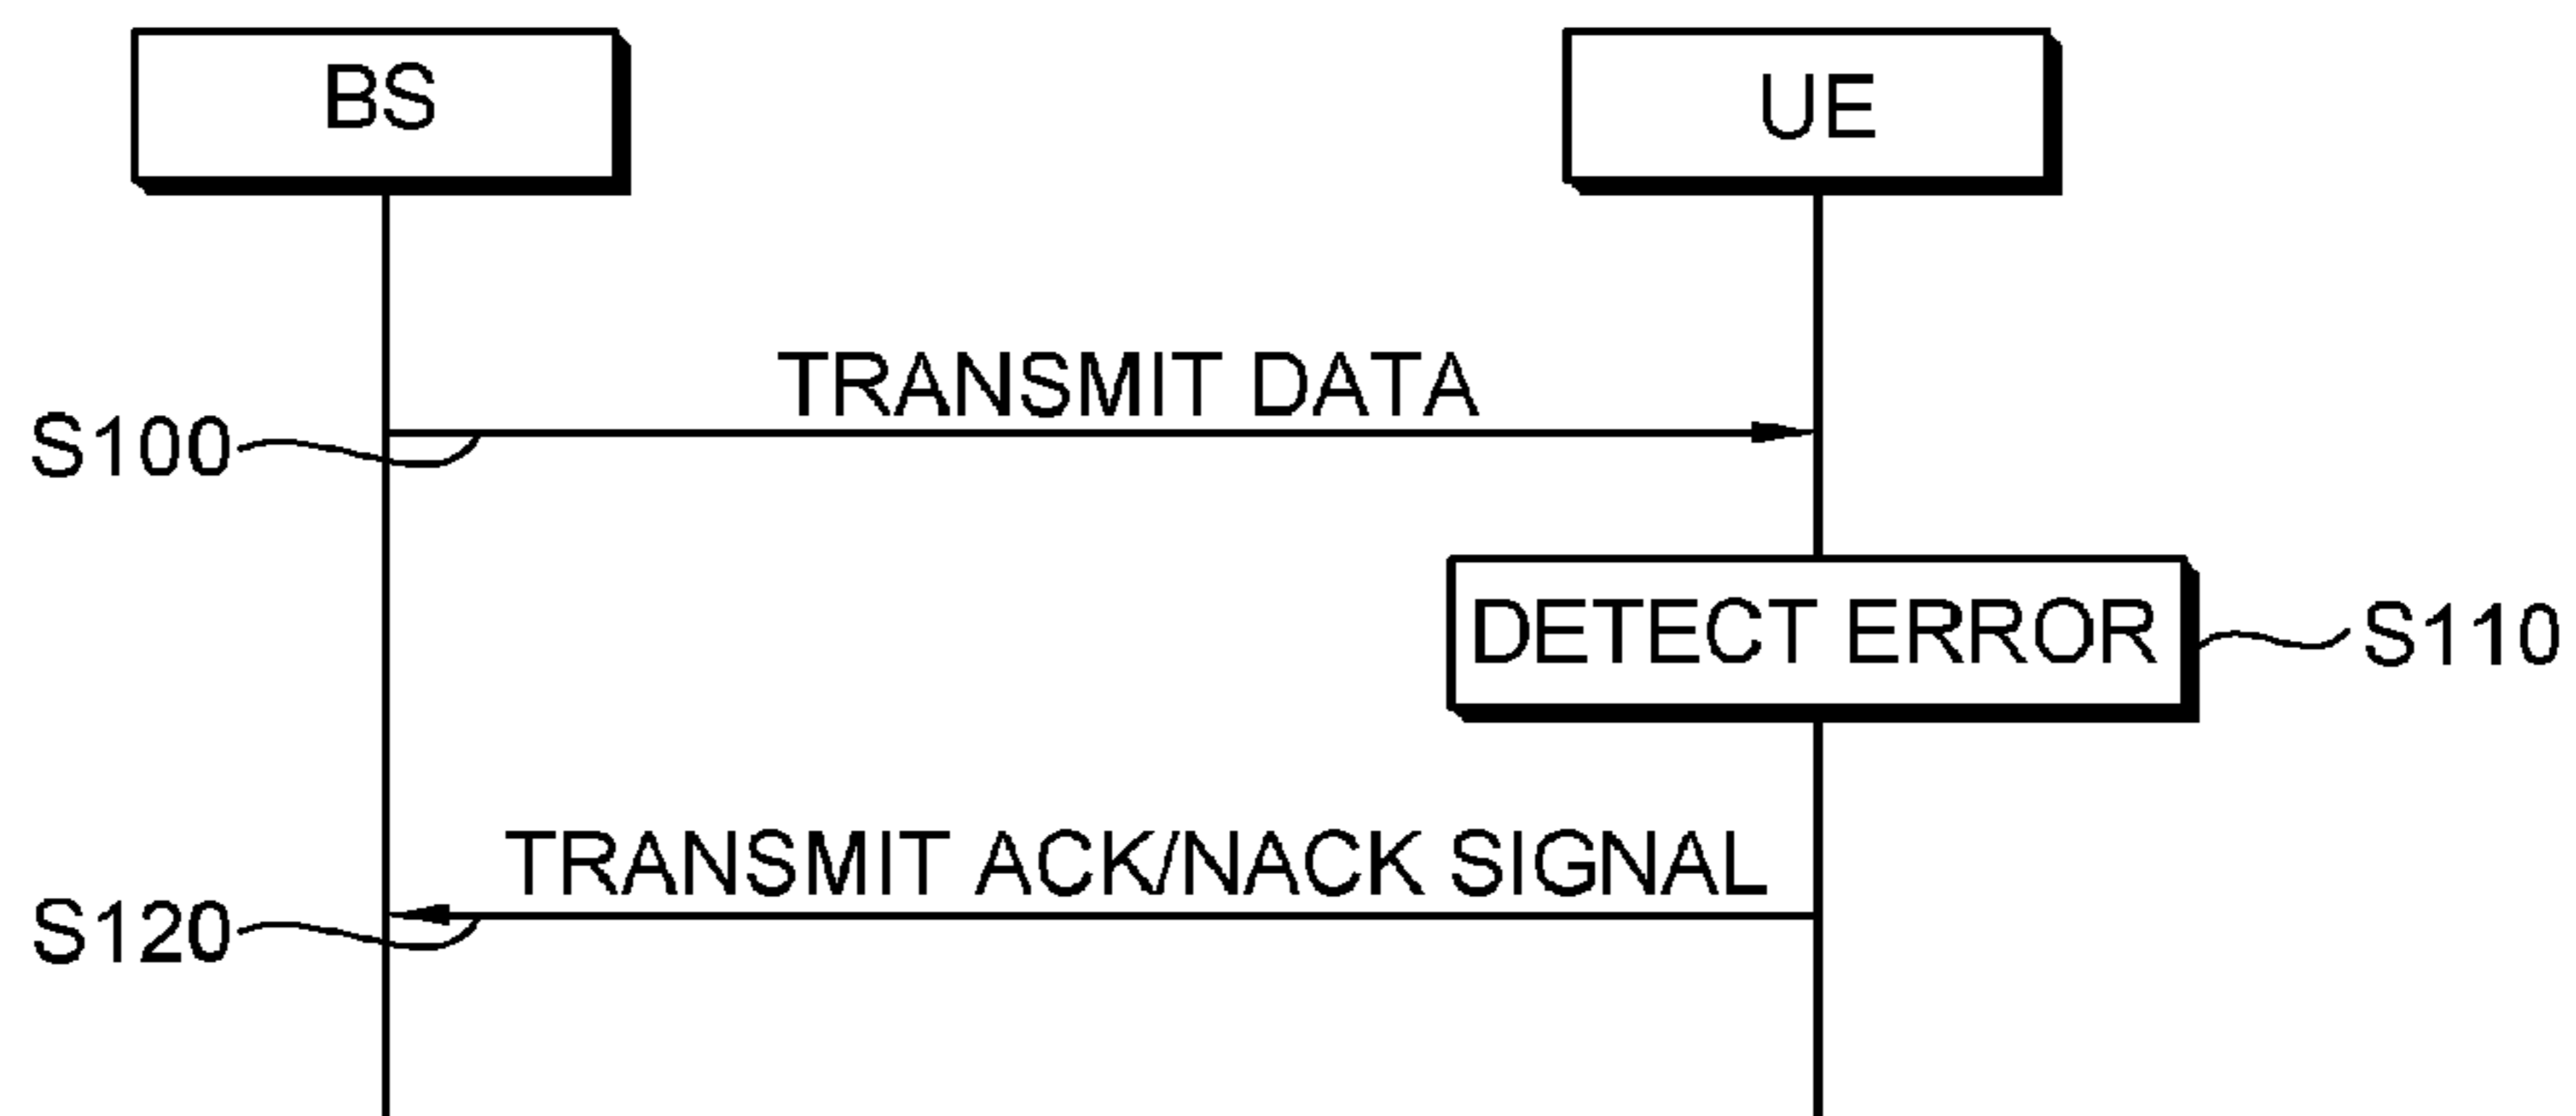 BS
UE
TRANSMIT DATA
S100
DETECT ERROR
S110
TRANSMIT ACK/NACK SIGNAL
S120